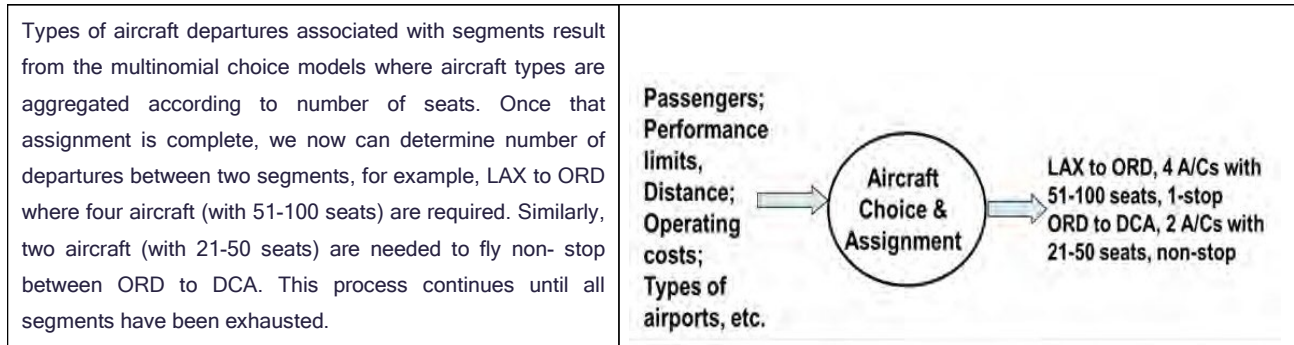 Types of aircraft departures associated with segments result
from the multinomial choice models where aircraft types are
aggregated according to number of seats. Once that
assignment is complete, we now can determine number of
departures between two segments, for example, LAX to ORD
where four aircraft (with 51-100 seats) are required. Similarly,
two aircraft (with 21-50 seats) are needed to fly non- stop
between ORD to DCA. This process continues until all
segments have been exhausted.
Passengers;
Performance
limits,
Distance;
Operating
costs;
Types of
airports, etc.
Aircraft
Choice &
Assignment
LAX to ORD, 4 A/Cs with
51-100 seats, 1-stop
ORD to DCA, 2 A/Cs with
21-50 seats, non-stop